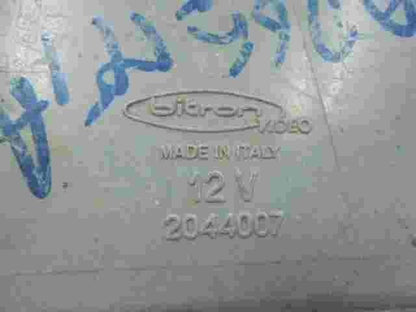 bitron
VIDEO
MADE IN ITALY
12 V
2044007